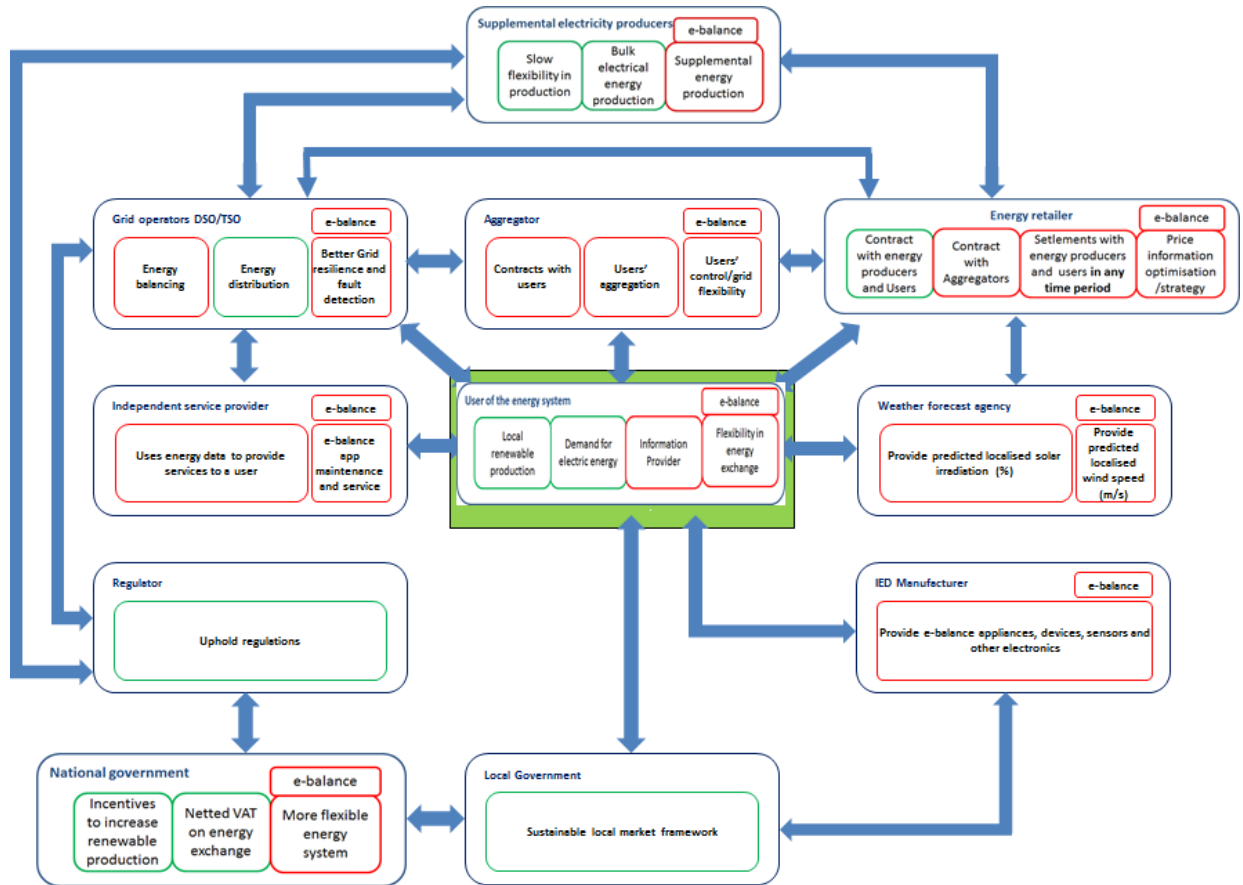 Supplemental electricity producers
e-balance
Slow
flexibility in
production
Bulk
electrical
energy
production
Supplemental
energy
production
Grid operators DSO/TSO
e-balance
Energy
balancing
Energy
distribution
Better Grid
resilience and
fault
detection
Aggregator
e-balance
Contracts with
users
Users'
aggregation
Users'
control/grid
flexibility
Energy retailer
e-balance
Contract
with energy
producers
and Users
Contract
with
Aggregators
Setlements with
energy producers
and users in any
time period
Price
information
optimisation
/strategy
Independent service provider
e-balance
Uses energy data to provide
services to a user
e-balance
app
maintenance
and service
User of the energy system
e-balance
Local
renewable
production
Demand for
electric energy
Information
Provider
Flexibility in
energy
exchange
Weather forecast agency
e-balance
Provide predicted localised solar
irradiation (%)
Provide
predicted
localised
wind speed
(m/s)
Regulator
Uphold regulations
IED Manufacturer
e-balance
Provide e-balance appliances, devices, sensors and
other electronics
National government
e-balance
Incentives
to increase
renewable
production
Netted VAT
on energy
exchange
More flexible
energy
system
Local Government
Sustainable local market framework